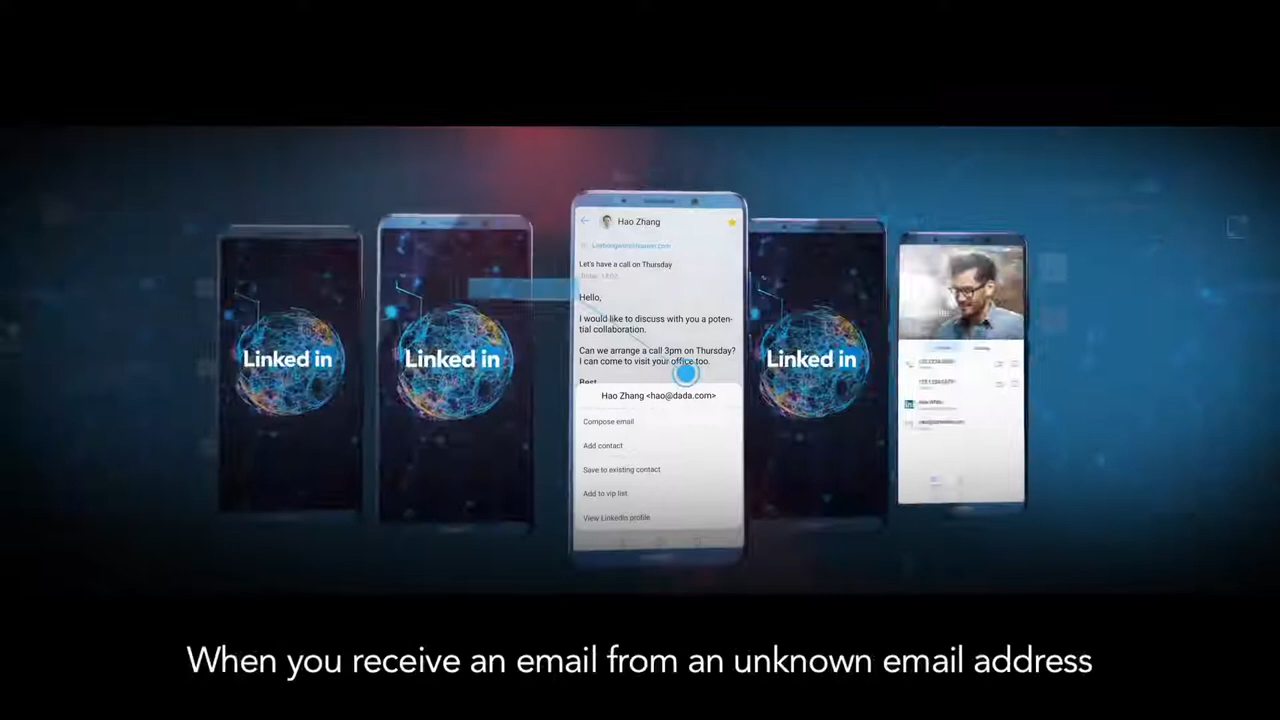 Linked in
Linked in
Hao Zhang
Let's have a call on Thursday
Hello,
I would like to discuss with you a poten-
tial collaboration.
Can we arrange a call 3pm on Thursday?
I can come to visit your office too.
Best
Hao Zhang <hao@dada.com>
Compose email
Add contact
Save to existing contact
Add to vip list
View LinkedIn profile
Linked in
When you receive an email from an unknown email address